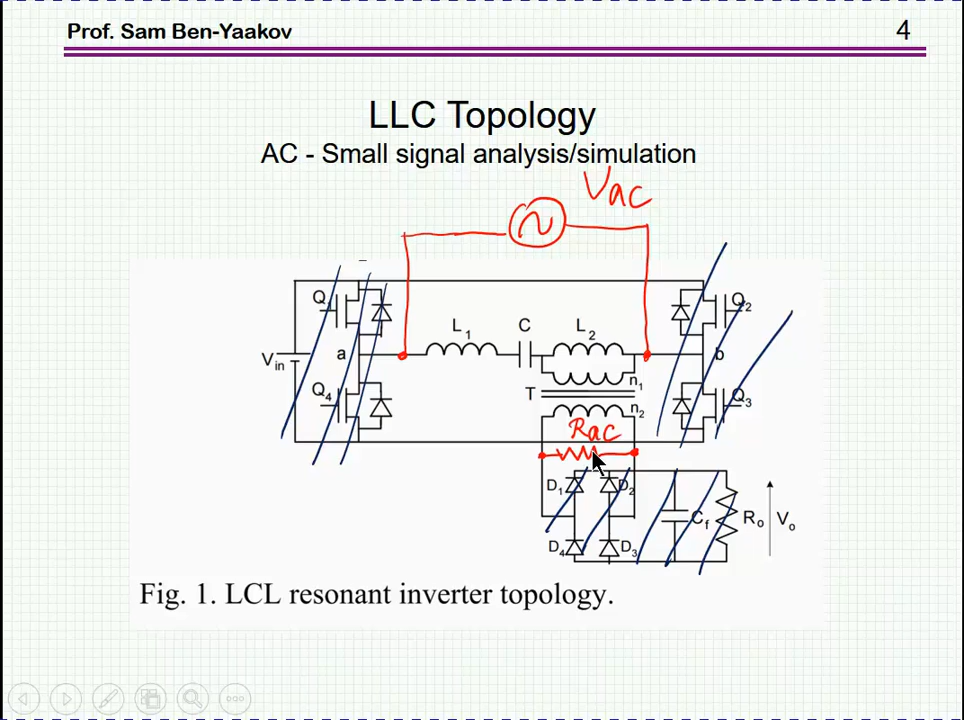 Prof. Sam Ben-Yaakov
4
LLC Topology
AC - Small signal analysis/simulation
Vac
Q1
Q2
L1
C
L2
Vin
a
b
n1
T
n2
Q4
Q3
Rac
D1
D2
Cf
Ro
Vo
D4
D3
Fig. 1. LCL resonant inverter topology.